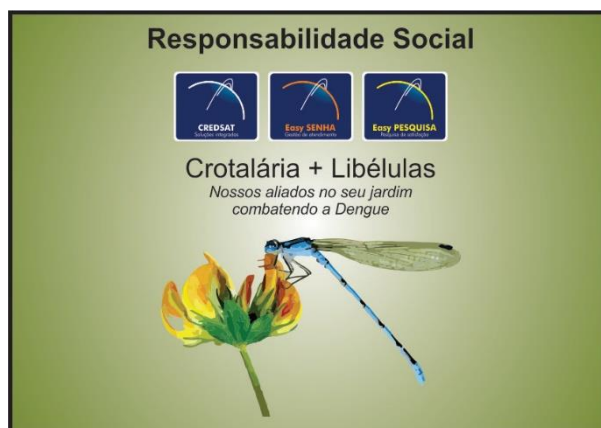 Responsabilidade Social
CREDSAT
Soluções integradas
Easy SENHA
Gestão de atendimento
Easy PESQUISA
Pesquisa de satisfação
Crotalária + Libélulas
Nossos aliados no seu jardim
combatendo a Dengue